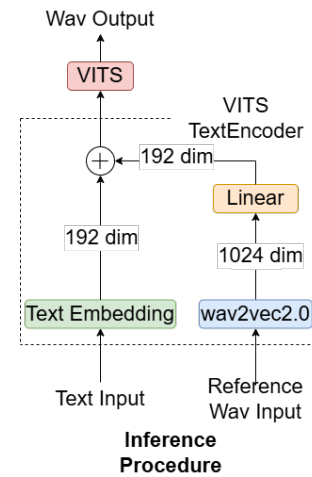 Wav Output
VITS
VITS
TextEncoder
192 dim
Linear
192 dim
1024 dim
Text Embedding
wav2vec2.0
Text Input
Reference
Wav Input
Inference
Procedure